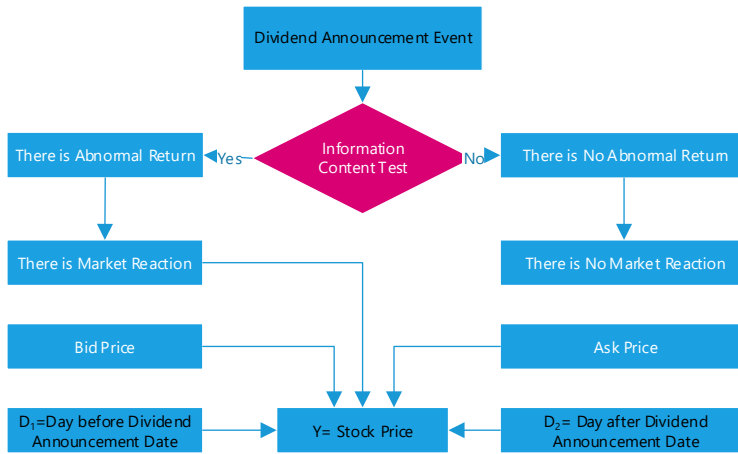 Dividend Announcement Event
Information
Content Test
Yes
No
There is Abnormal Return
There is No Abnormal Return
There is Market Reaction
There is No Market Reaction
Bid Price
Ask Price
D₁=Day before Dividend
Announcement Date
Y= Stock Price
D₂= Day after Dividend
Announcement Date